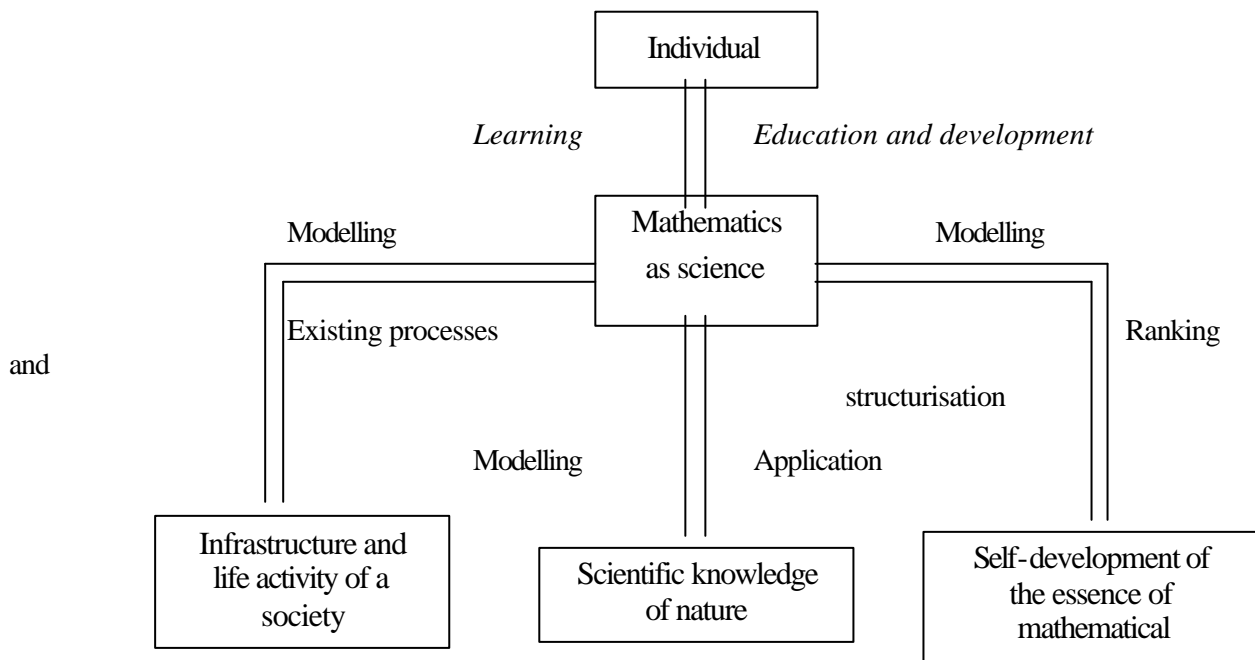 Individual
Learning Education and development
Mathematics
as science
Modelling Modelling
Existing processes Ranking
and
structurisation
Modelling Application
Infrastructure and
life activity of a
society
Scientific knowledge
of nature
Self-development of
the essence of
mathematical